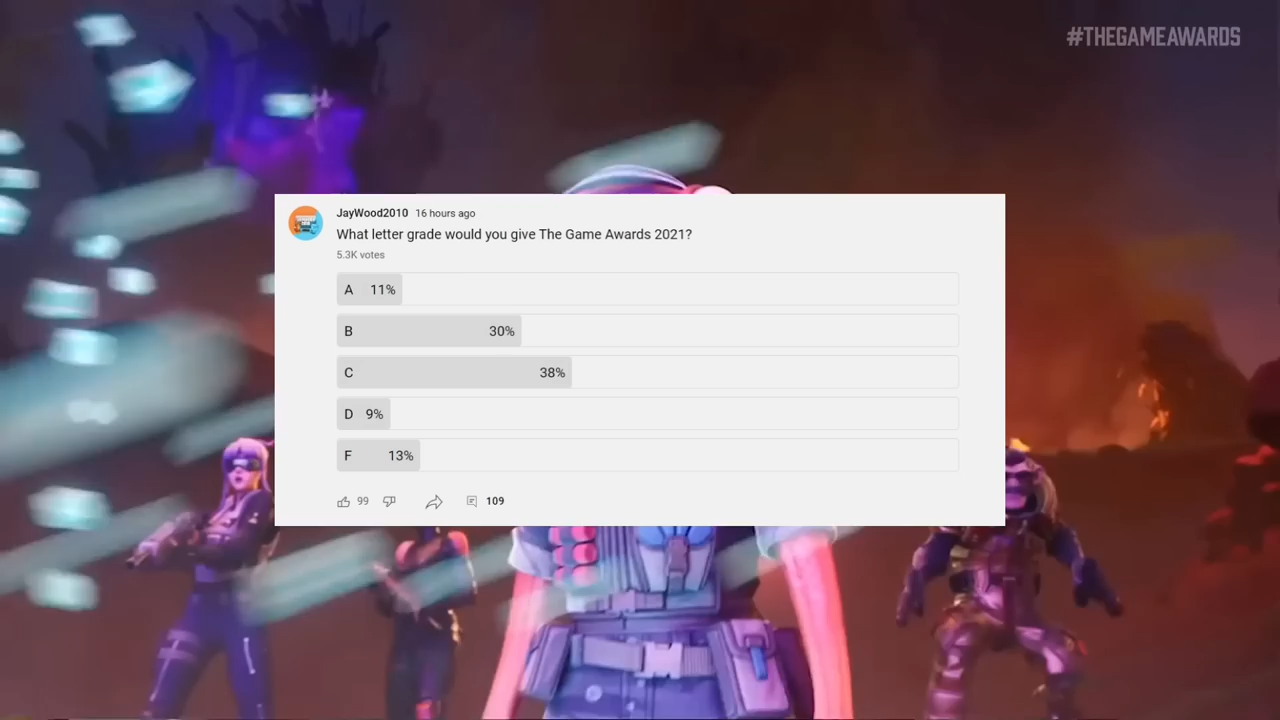 #THEGAMEAWARDS
JayWood2010 16 hours ago
What letter grade would you give The Game Awards 2021?
5.3K votes
A 11%
B 30%
C 38%
D 9%
F 13%
99 109